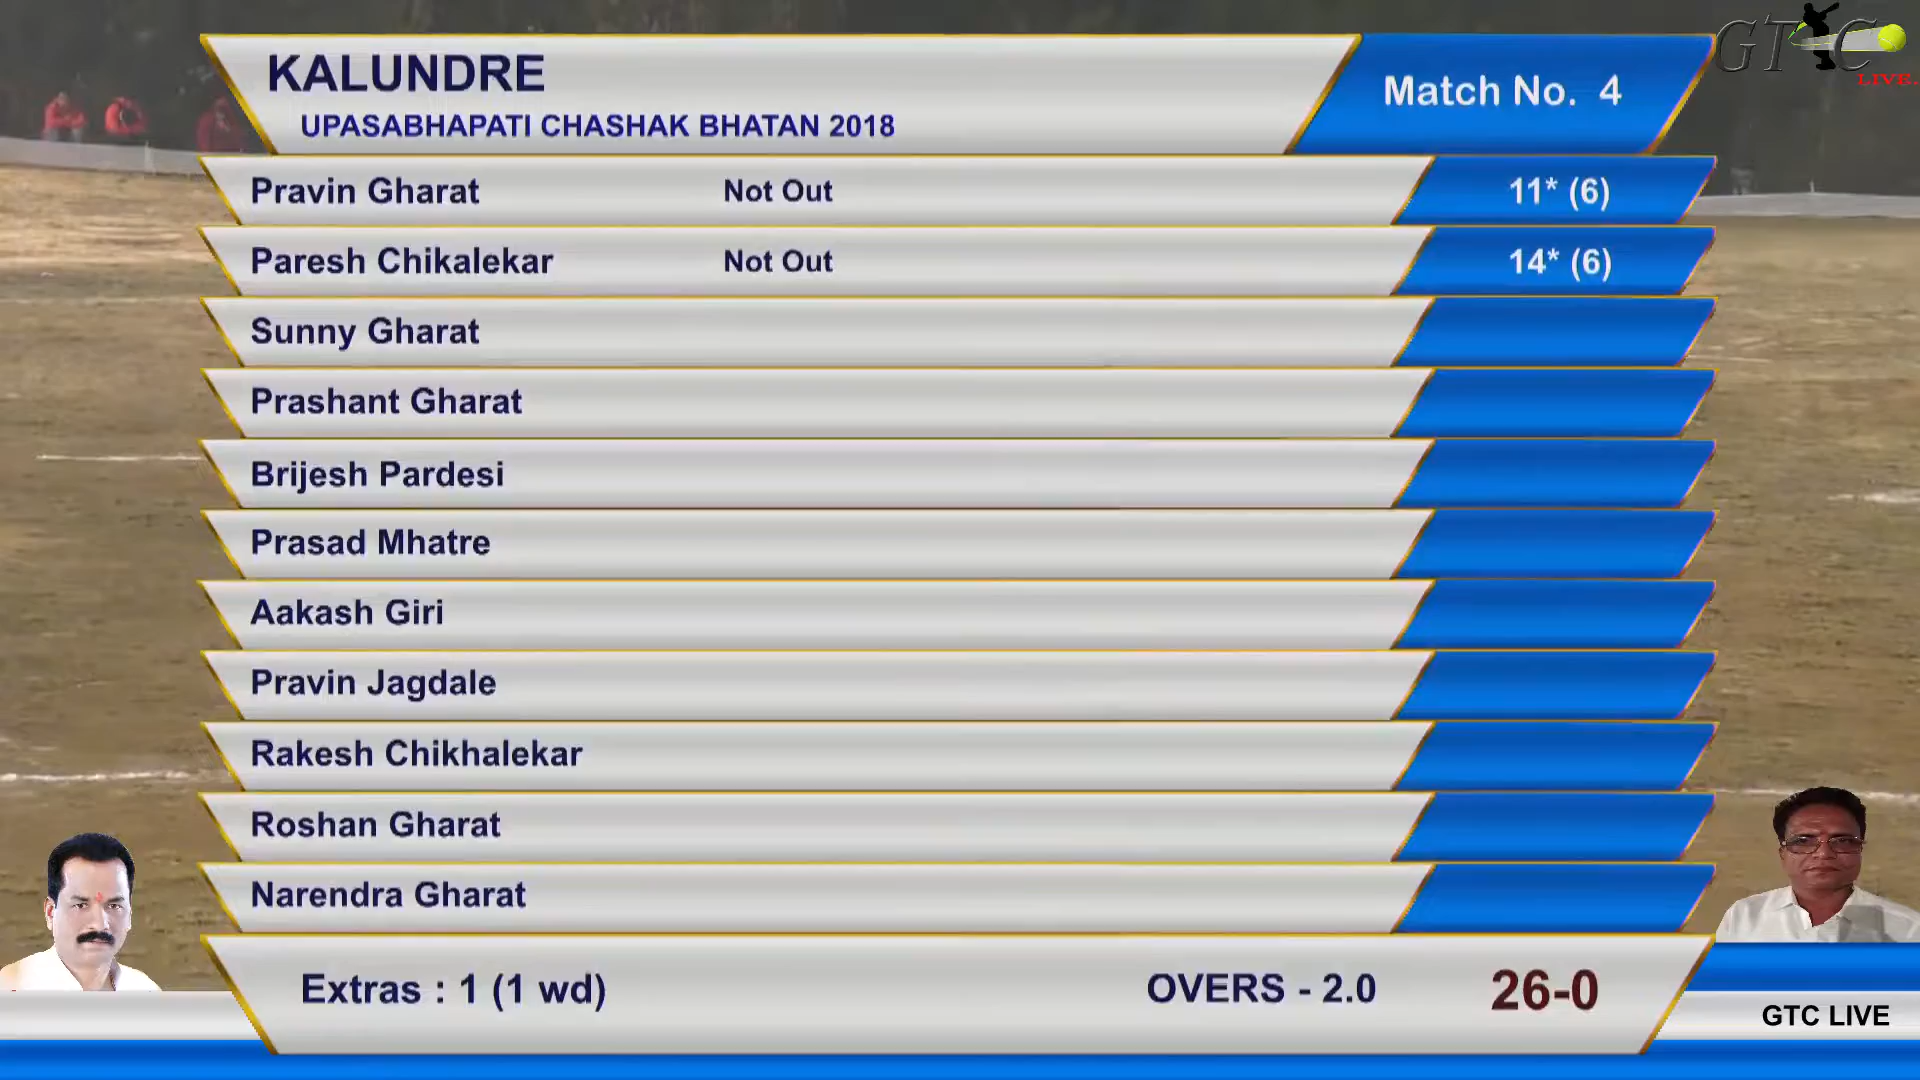 KALUNDRE
UPASABHAPATI CHASHAK BHATAN 2018
Match No. 4
GTC
LIVE.
Pravin Gharat Not Out 11* (6)
Paresh Chikalekar Not Out 14* (6)
Sunny Gharat
Prashant Gharat
Brijesh Pardesi
Prasad Mhatre
Aakash Giri
Pravin Jagdale
Rakesh Chikhalekar
Roshan Gharat
Narendra Gharat
Extras : 1 (1 wd) OVERS - 2.0 26-0
GTC LIVE